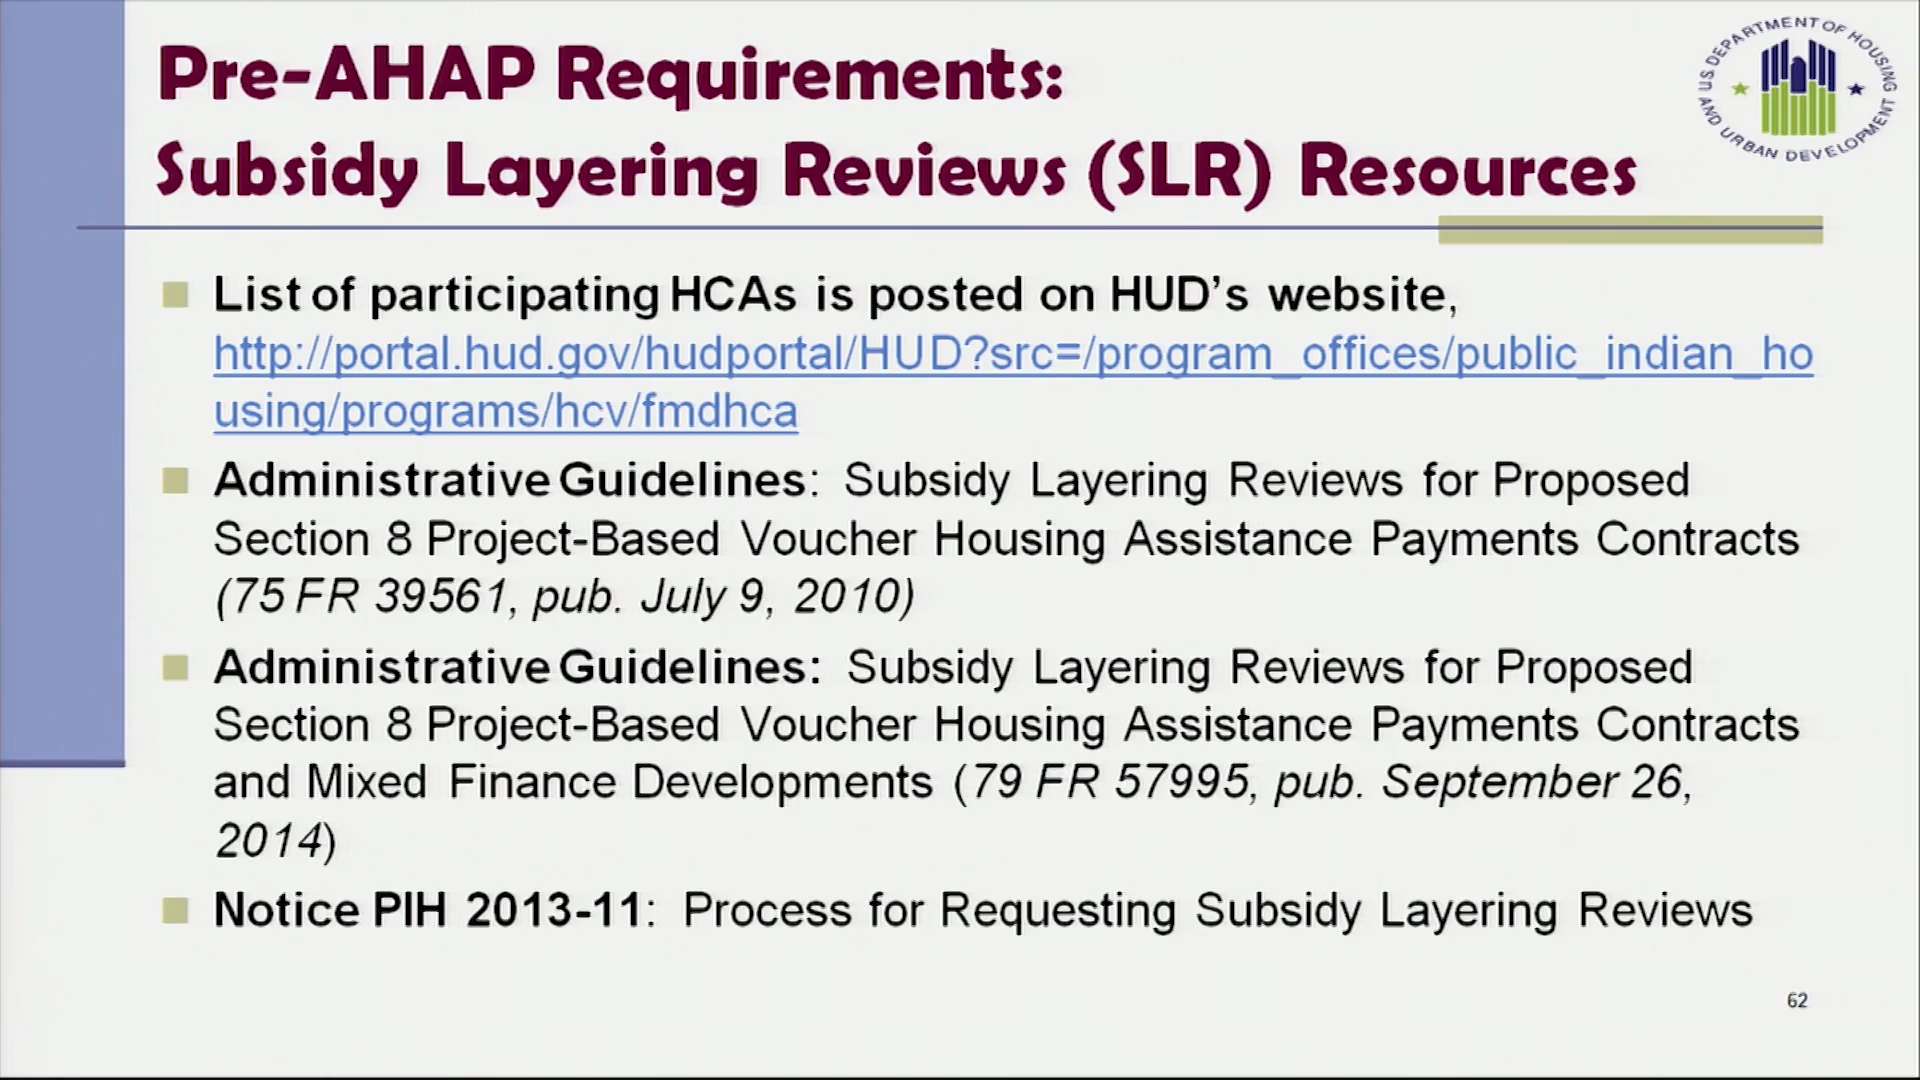 Pre-AHAP Requirements:
Subsidy Layering Reviews (SLR) Resources
U.S. DEPARTMENT OF HOUSING
AND URBAN DEVELOPMENT
List of participating HCAs is posted on HUD’s website,
http://portal.hud.gov/hudportal/HUD?src=/program_offices/public_indian_ho
using/programs/hcv/fmdhca
Administrative Guidelines: Subsidy Layering Reviews for Proposed
Section 8 Project-Based Voucher Housing Assistance Payments Contracts
(75 FR 39561, pub. July 9, 2010)
Administrative Guidelines: Subsidy Layering Reviews for Proposed
Section 8 Project-Based Voucher Housing Assistance Payments Contracts
and Mixed Finance Developments (79 FR 57995, pub. September 26,
2014)
Notice PIH 2013-11: Process for Requesting Subsidy Layering Reviews
62